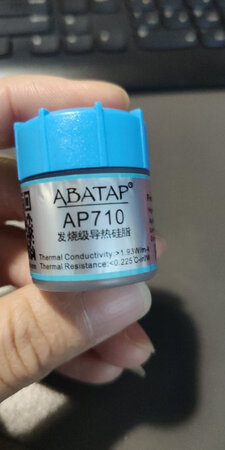 ABATAP®
AP710
发烧级导热硅脂
Thermal Conductivity:>1.93W/m-k
Thermal Resistance:<0.225℃-in²/W